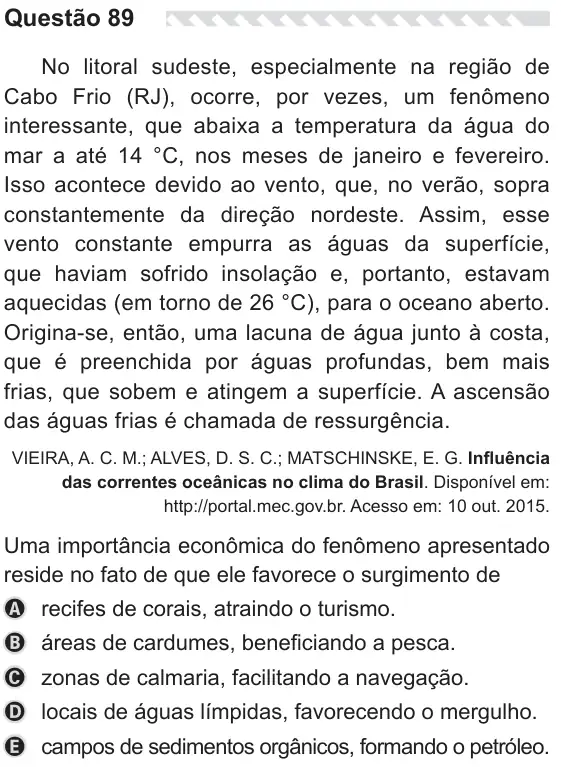 Questão 89
No litoral sudeste, especialmente na região de
Cabo Frio (RJ), ocorre, por vezes, um fenômeno
interessante, que abaixa a temperatura da água do
mar a até 14 °C, nos meses de janeiro e fevereiro.
Isso acontece devido ao vento, que, no verão, sopra
constantemente da direção nordeste. Assim, esse
vento constante empurra as águas da superfície,
que haviam sofrido insolação e, portanto, estavam
aquecidas (em torno de 26 °C), para o oceano aberto.
Origina-se, então, uma lacuna de água junto à costa,
que é preenchida por águas profundas, bem mais
frias, que sobem e atingem a superfície. A ascensão
das águas frias é chamada de ressurgência.
VIEIRA, A. C. M.; ALVES, D. S. C.; MATSCHINSKE, E. G. Influência
das correntes oceânicas no clima do Brasil. Disponível em:
http://portal.mec.gov.br. Acesso em: 10 out. 2015.
Uma importância econômica do fenômeno apresentado
reside no fato de que ele favorece o surgimento de
A recifes de corais, atraindo o turismo.
B áreas de cardumes, beneficiando a pesca.
C zonas de calmaria, facilitando a navegação.
D locais de águas límpidas, favorecendo o mergulho.
E campos de sedimentos orgânicos, formando o petróleo.